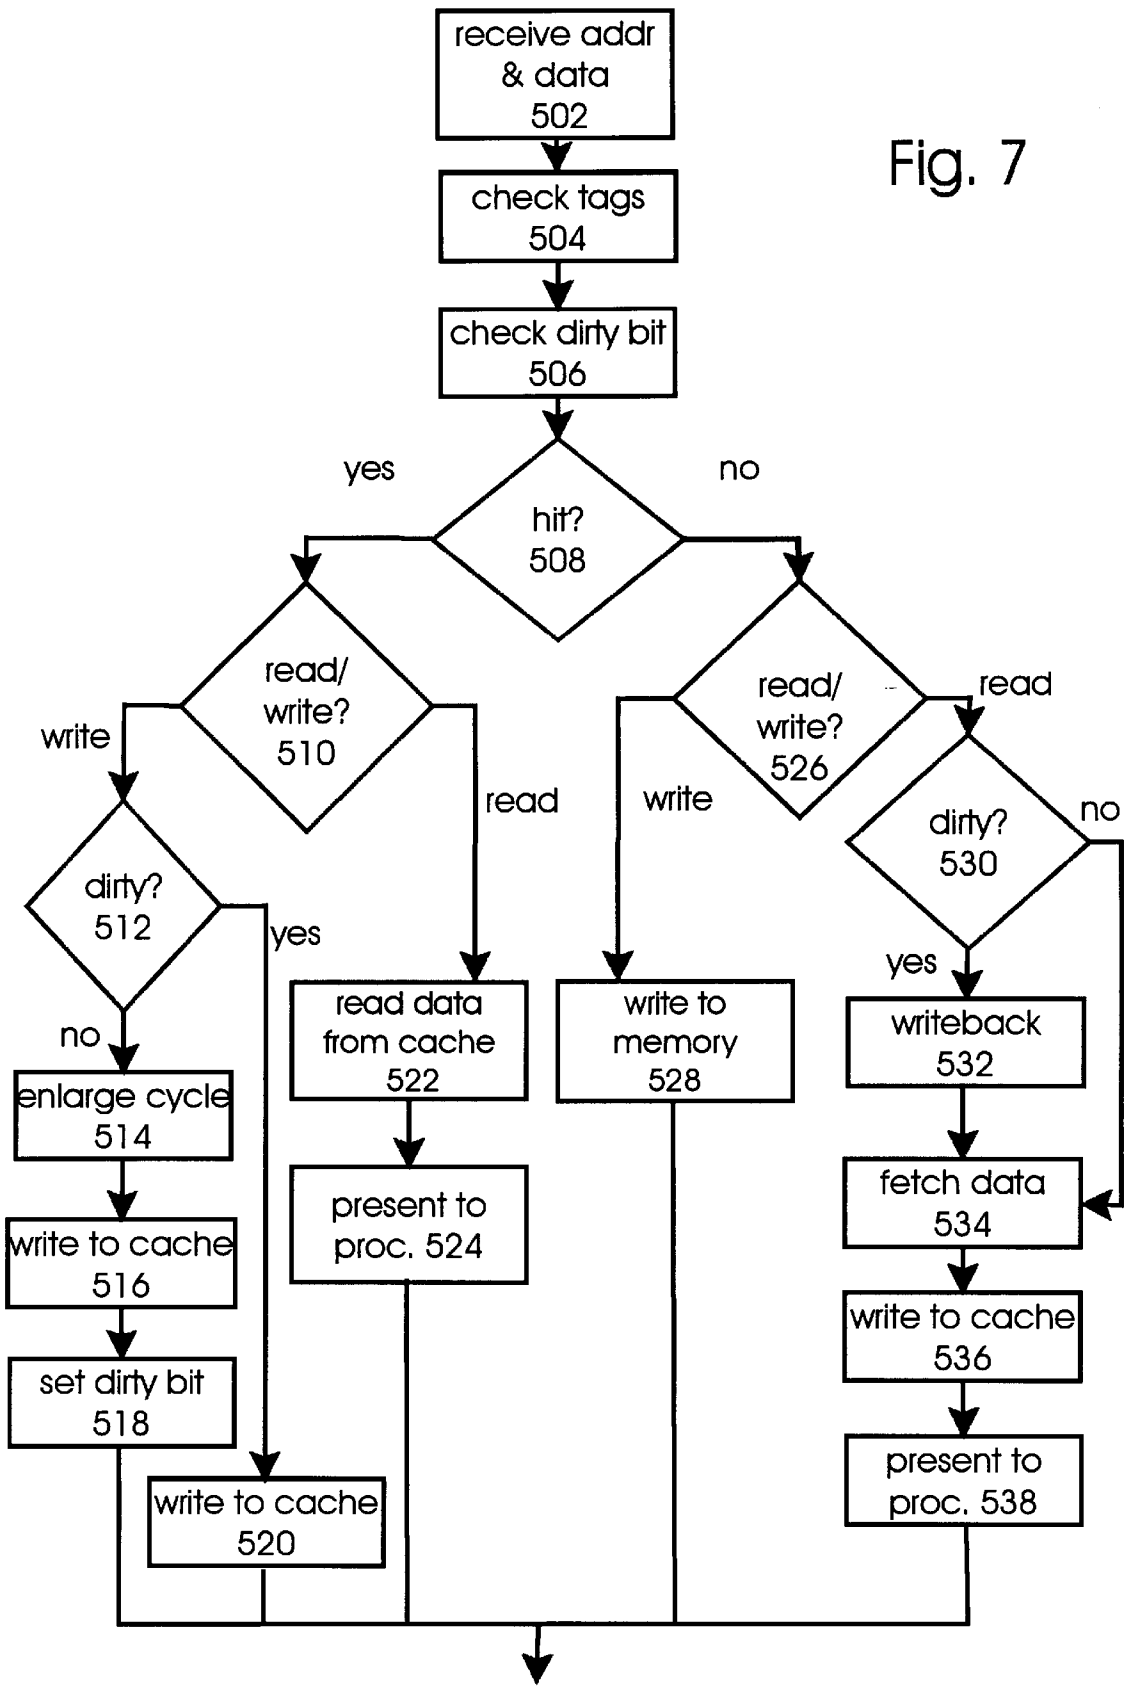 receive addr
& data
502
Fig. 7
check tags
504
check dirty bit
506
yes
no
hit?
508
read/
write?
510
read/
write?
526
read
write
write
read
dirty?
530
no
dirty?
512
yes
yes
no
read data
from cache
522
write to
memory
528
writeback
532
enlarge cycle
514
present to
proc. 524
fetch data
534
write to cache
516
write to cache
536
set dirty bit
518
present to
proc. 538
write to cache
520